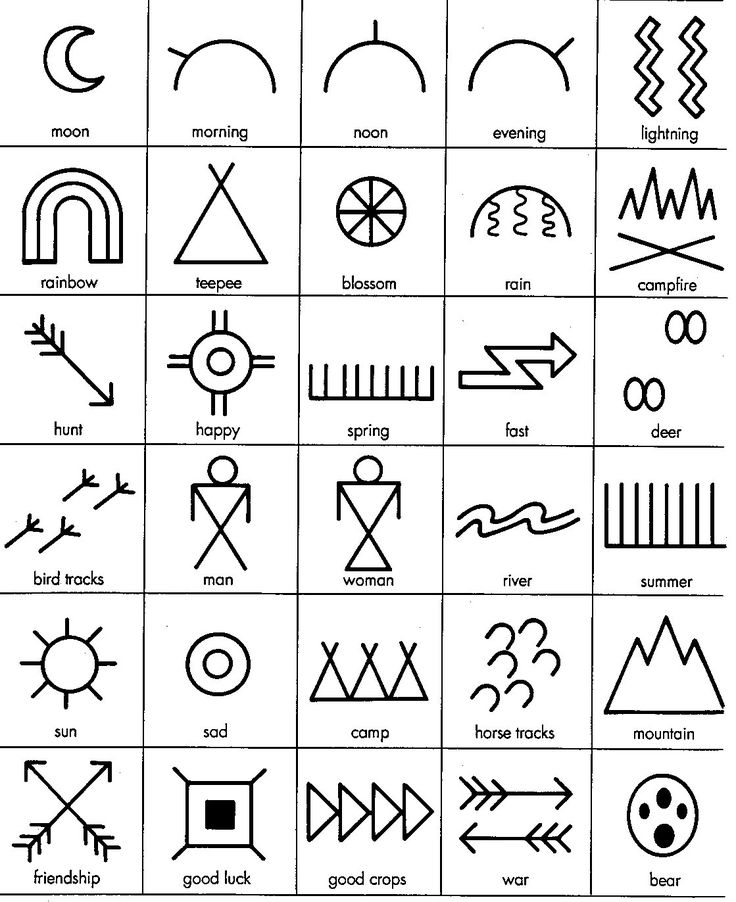 moon
morning
noon
evening
lightning
rainbow
teepee
blossom
rain
campfire
hunt
happy
spring
fast
deer
bird tracks
man
woman
river
summer
sun
sad
camp
horse tracks
mountain
friendship
good luck
good crops
war
bear